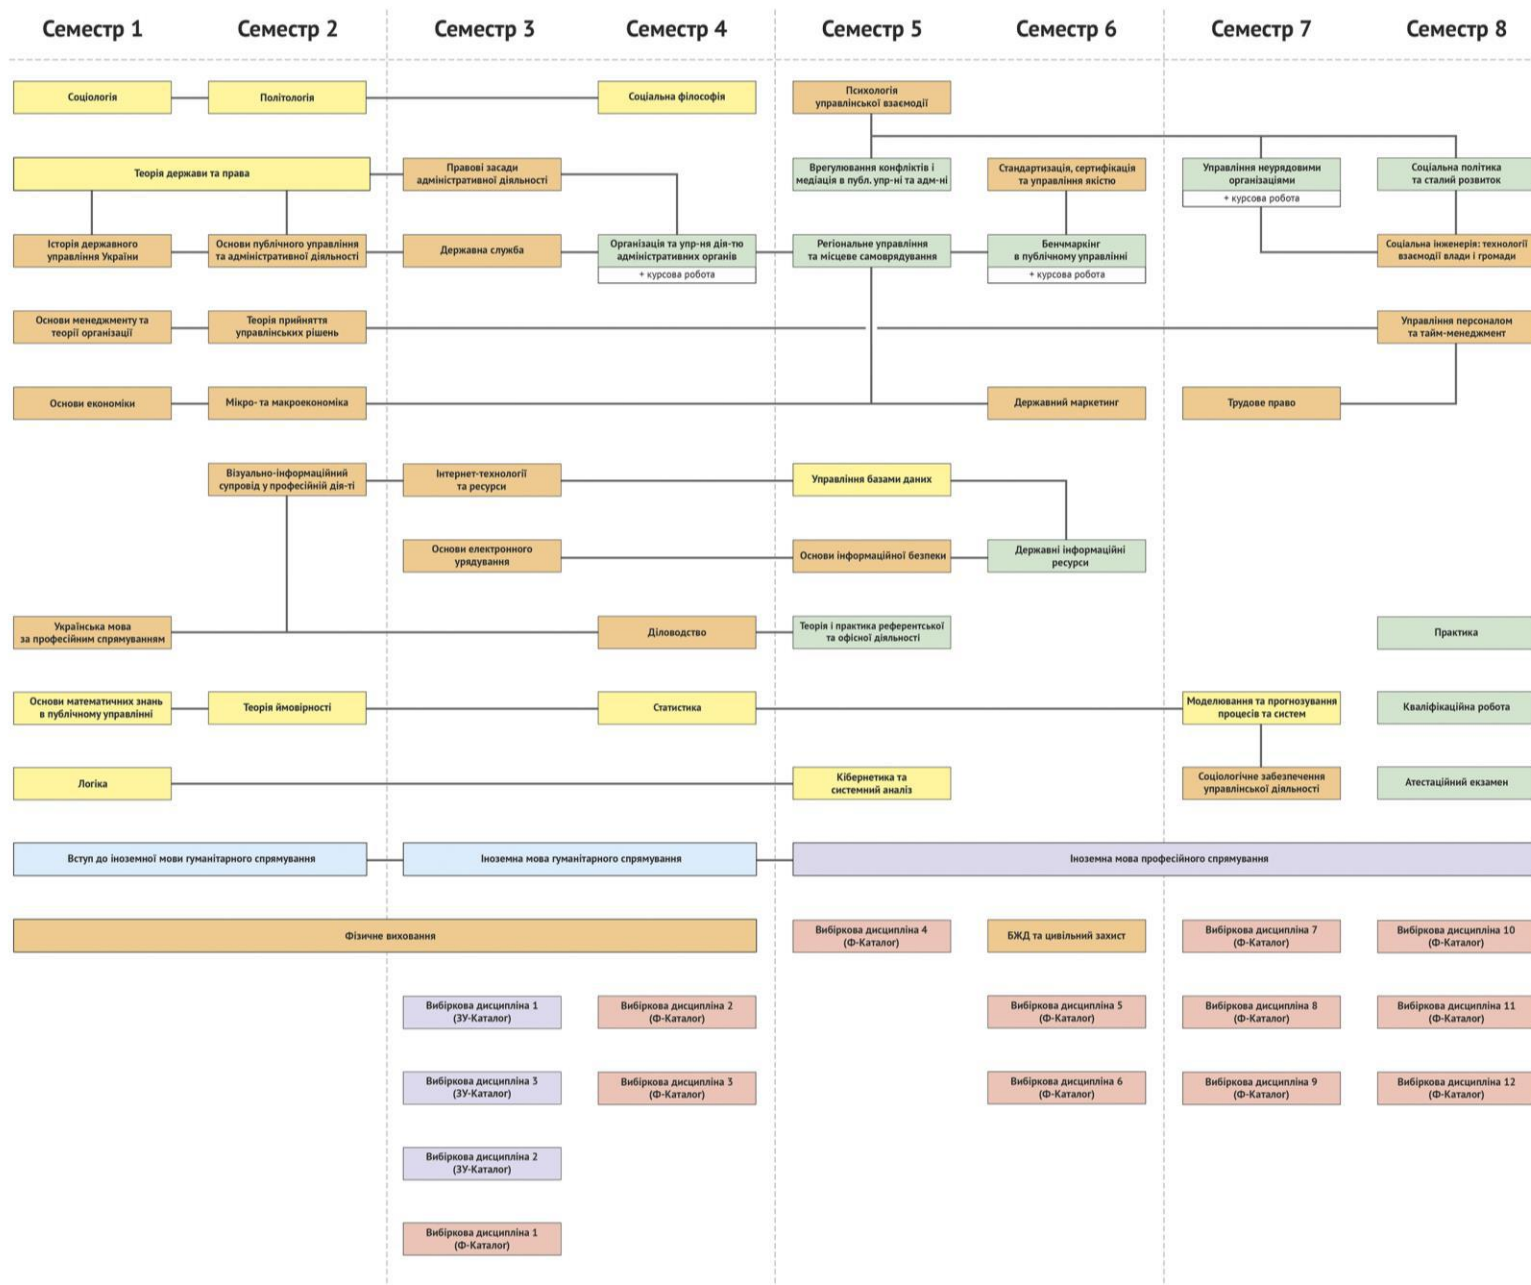 Семестр 1
Семестр 2
Семестр 3
Семестр 4
Семестр 5
Семестр 6
Семестр 7
Семестр 8
Соціологія
Політологія
Соціальна філософія
Психологія
управлінської взаємодії
Теорія держави та права
Правові засади
адміністративної діяльності
Врегулювання конфліктів і
медіація в публ. упр-ні та адм-ні
Стандартизація, сертифікація
та управління якістю
Управління неурядовими
організаціями
+ курсова робота
Соціальна політика
та сталий розвиток
Історія державного
управління України
Основи публічного управління
та адміністративної діяльності
Державна служба
Організація та упр-ня дія-тю
адміністративних органів
+ курсова робота
Регіональне управління
та місцеве самоврядування
Бенчмаркінг
в публічному управлінні
+ курсова робота
Соціальна інженерія: технології
взаємодії влади і громади
Основи менеджменту та
теорії організації
Теорія прийняття
управлінських рішень
Управління персоналом
та тайм-менеджмент
Основи економіки
Мікро- та макроекономіка
Державний маркетинг
Трудове право
Візуально-інформаційний
супровід у професійній дія-ті
Інтернет-технології
та ресурси
Управління базами даних
Основи електронного
урядування
Основи інформаційної безпеки
Державні інформаційні
ресурси
Українська мова
за професійним спрямуванням
Діловодство
Теорія і практика референтської
та офісної діяльності
Практика
Основи математичних знань
в публічному управлінні
Теорія ймовірності
Статистика
Моделювання та прогнозування
процесів та систем
Кваліфікаційна робота
Логіка
Кібернетика та
системний аналіз
Соціологічне забезпечення
управлінської діяльності
Атестаційний екзамен
Вступ до іноземної мови гуманітарного спрямування
Іноземна мова гуманітарного спрямування
Іноземна мова професійного спрямування
Фізичне виховання
Вибіркова дисципліна 4
(Ф-Каталог)
БЖД та цивільний захист
Вибіркова дисципліна 7
(Ф-Каталог)
Вибіркова дисципліна 10
(Ф-Каталог)
Вибіркова дисципліна 1
(ЗУ-Каталог)
Вибіркова дисципліна 2
(Ф-Каталог)
Вибіркова дисципліна 5
(Ф-Каталог)
Вибіркова дисципліна 8
(Ф-Каталог)
Вибіркова дисципліна 11
(Ф-Каталог)
Вибіркова дисципліна 3
(ЗУ-Каталог)
Вибіркова дисципліна 3
(Ф-Каталог)
Вибіркова дисципліна 6
(Ф-Каталог)
Вибіркова дисципліна 9
(Ф-Каталог)
Вибіркова дисципліна 12
(Ф-Каталог)
Вибіркова дисципліна 2
(ЗУ-Каталог)
Вибіркова дисципліна 1
(Ф-Каталог)